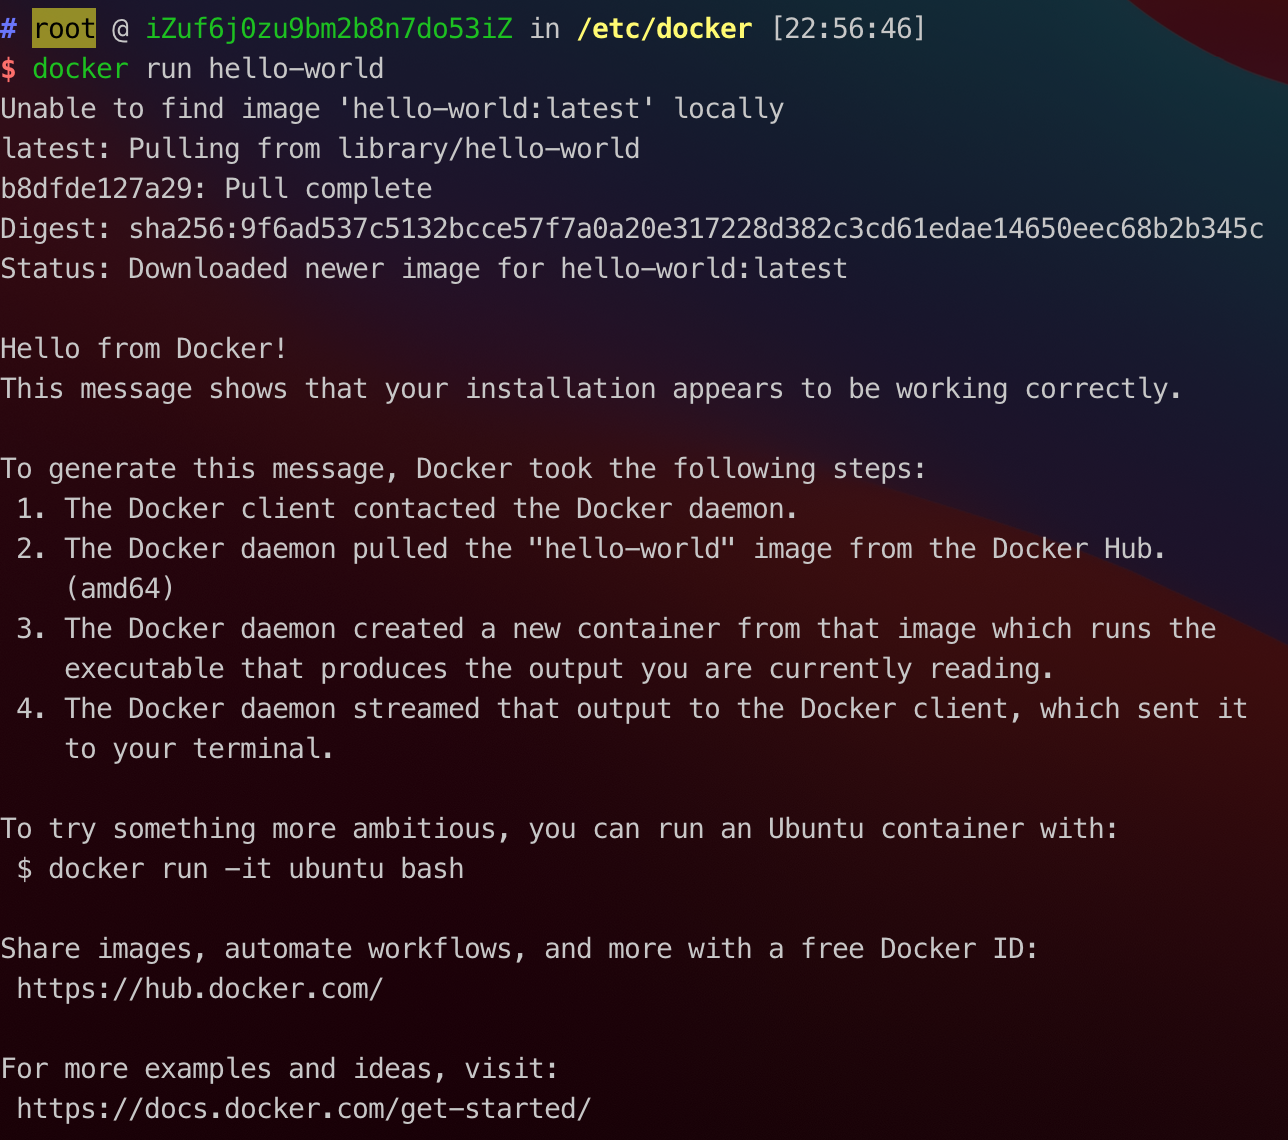 # root @ iZuf6j0zu9bm2b8n7do53iZ in /etc/docker [22:56:46]
$ docker run hello-world
Unable to find image 'hello-world:latest' locally
latest: Pulling from library/hello-world
b8dfde127a29: Pull complete
Digest: sha256:9f6ad537c5132bcce57f7a0a20e317228d382c3cd61edae14650eec68b2b345c
Status: Downloaded newer image for hello-world:latest

Hello from Docker!
This message shows that your installation appears to be working correctly.

To generate this message, Docker took the following steps:
 1. The Docker client contacted the Docker daemon.
 2. The Docker daemon pulled the "hello-world" image from the Docker Hub.
    (amd64)
 3. The Docker daemon created a new container from that image which runs the
    executable that produces the output you are currently reading.
 4. The Docker daemon streamed that output to the Docker client, which sent it
    to your terminal.

To try something more ambitious, you can run an Ubuntu container with:
 $ docker run -it ubuntu bash

Share images, automate workflows, and more with a free Docker ID:
 https://hub.docker.com/

For more examples and ideas, visit:
 https://docs.docker.com/get-started/